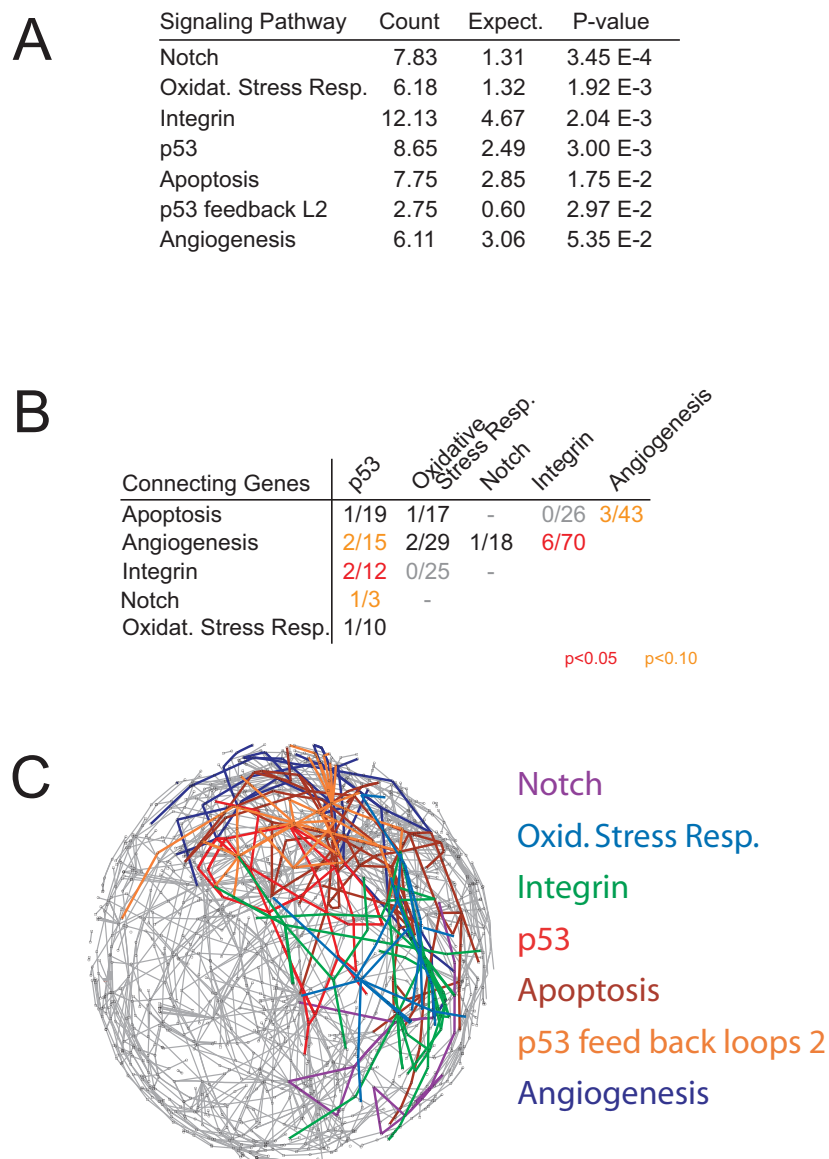 A
Signaling Pathway Count Expect. P-value
Notch 7.83 1.31 3.45 E-4
Oxidat. Stress Resp. 6.18 1.32 1.92 E-3
Integrin 12.13 4.67 2.04 E-3
p53 8.65 2.49 3.00 E-3
Apoptosis 7.75 2.85 1.75 E-2
p53 feedback L2 2.75 0.60 2.97 E-2
Angiogenesis 6.11 3.06 5.35 E-2
B
Connecting Genes p53 Oxidative Stress Resp. Notch Integrin Angiogenesis
Apoptosis 1/19 1/17 - 0/26 3/43
Angiogenesis 2/15 2/29 1/18 6/70
Integrin 2/12 0/25 -
Notch 1/3 -
Oxidat. Stress Resp. 1/10
p<0.05 p<0.10
C
Notch
Oxid. Stress Resp.
Integrin
p53
Apoptosis
p53 feed back loops 2
Angiogenesis